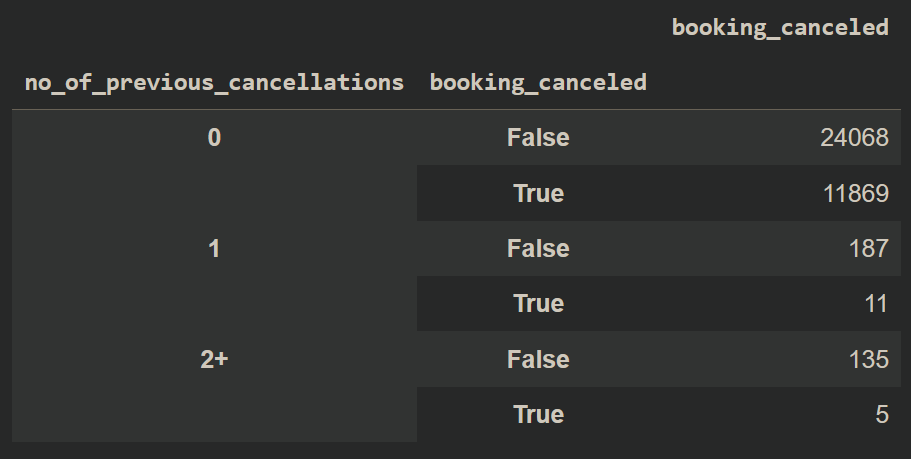 booking_canceled
no_of_previous_cancellations booking_canceled
0 False 24068
True 11869
1 False 187
True 11
2+ False 135
True 5